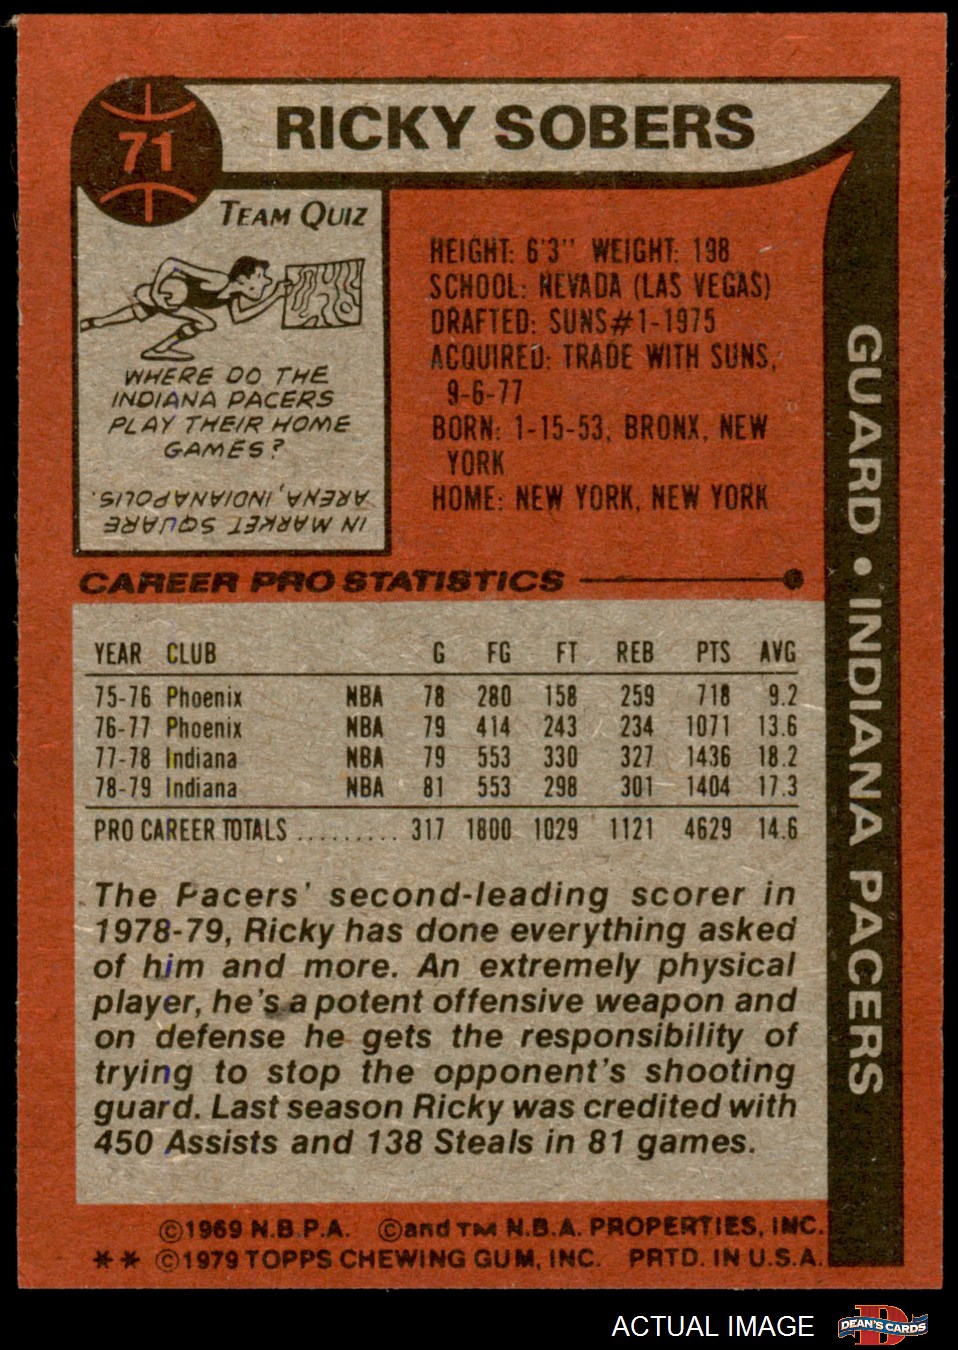 71
RICKY SOBERS
TEAM QUIZ
WHERE DO THE
INDIANA PACERS
PLAY THEIR HOME
GAMES?
IN MARKET SQUARE
ARENA, INDIANAPOLIS.
HEIGHT: 6'3" WEIGHT: 198
SCHOOL: NEVADA (LAS VEGAS)
DRAFTED: SUNS#1-1975
ACQUIRED: TRADE WITH SUNS,
9-6-77
BORN: 1-15-53, BRONX, NEW
YORK
HOME: NEW YORK, NEW YORK
GUARD • INDIANA PACERS
CAREER PRO STATISTICS
YEAR CLUB G FG FT REB PTS AVG
75-76 Phoenix NBA 78 280 158 259 718 9.2
76-77 Phoenix NBA 79 414 243 234 1071 13.6
77-78 Indiana NBA 79 553 330 327 1436 18.2
78-79 Indiana NBA 81 553 298 301 1404 17.3
PRO CAREER TOTALS ......... 317 1800 1029 1121 4629 14.6
The Pacers' second-leading scorer in
1978-79, Ricky has done everything asked
of him and more. An extremely physical
player, he's a potent offensive weapon and
on defense he gets the responsibility of
trying to stop the opponent's shooting
guard. Last season Ricky was credited with
450 Assists and 138 Steals in 81 games.
©1969 N.B.P.A. ©and TM N.B.A. PROPERTIES, INC.
** ©1979 TOPPS CHEWING GUM, INC. PRTD. IN U.S.A.
ACTUAL IMAGE
D
DEAN'S CARDS